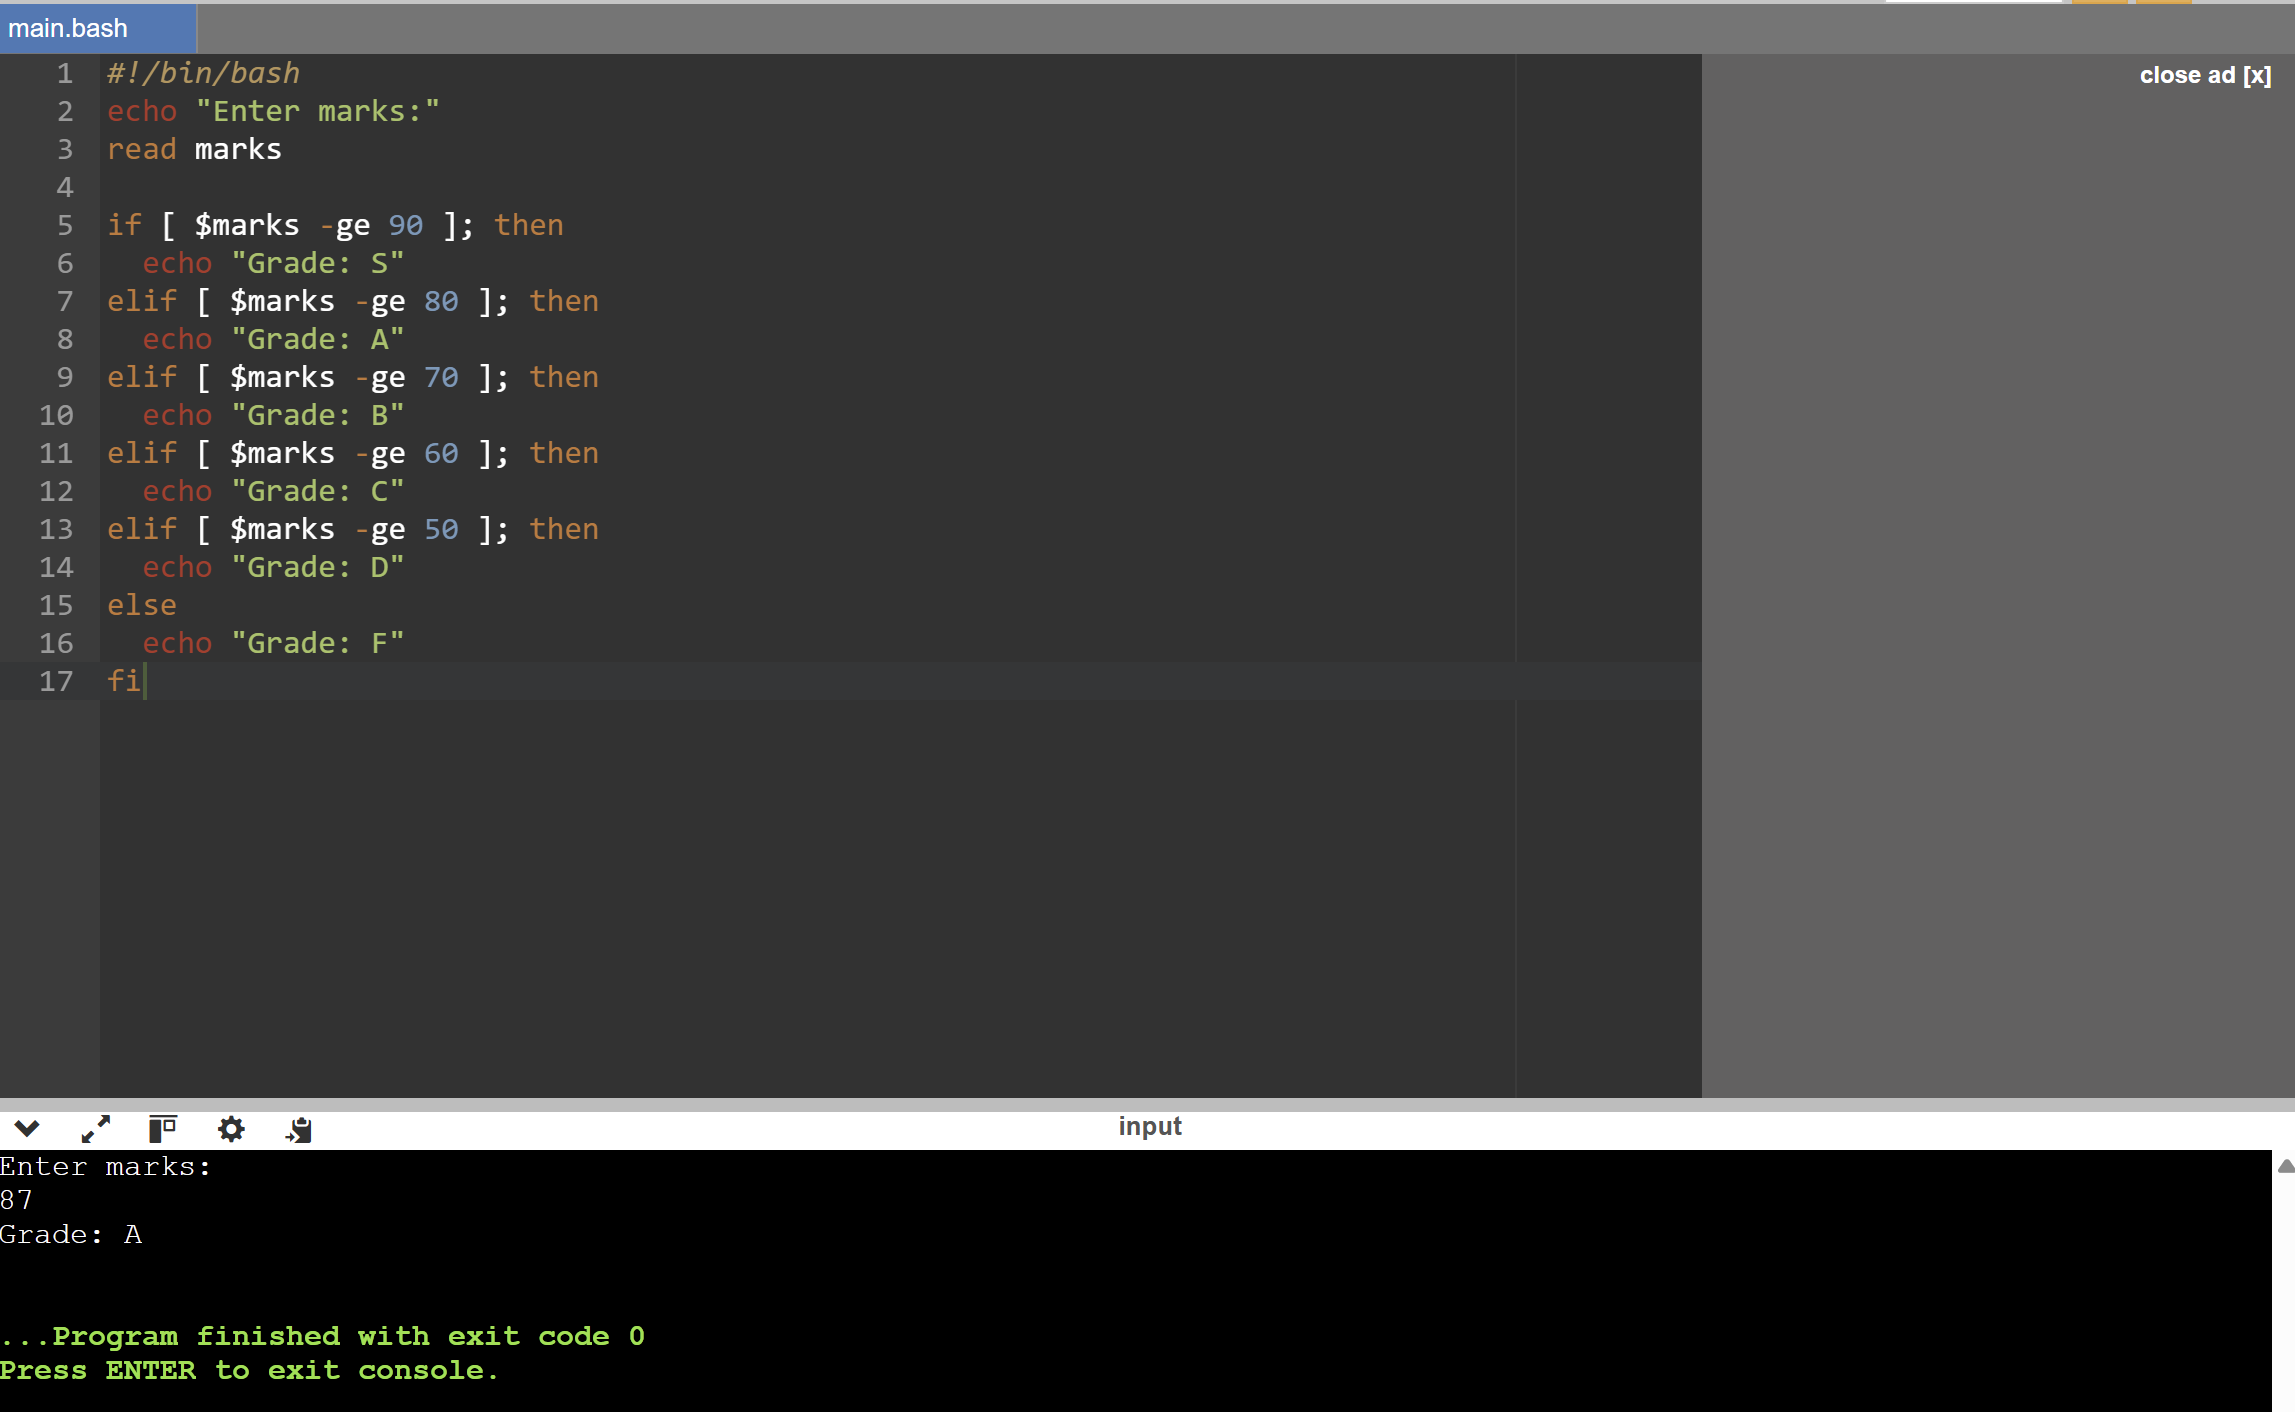 main.bash
close ad [x]
1 #!/bin/bash
2 echo "Enter marks:"
3 read marks
4
5 if [ $marks -ge 90 ]; then
6   echo "Grade: S"
7 elif [ $marks -ge 80 ]; then
8   echo "Grade: A"
9 elif [ $marks -ge 70 ]; then
10   echo "Grade: B"
11 elif [ $marks -ge 60 ]; then
12   echo "Grade: C"
13 elif [ $marks -ge 50 ]; then
14   echo "Grade: D"
15 else
16   echo "Grade: F"
17 fi
input
Enter marks:
87
Grade: A
...Program finished with exit code 0
Press ENTER to exit console.